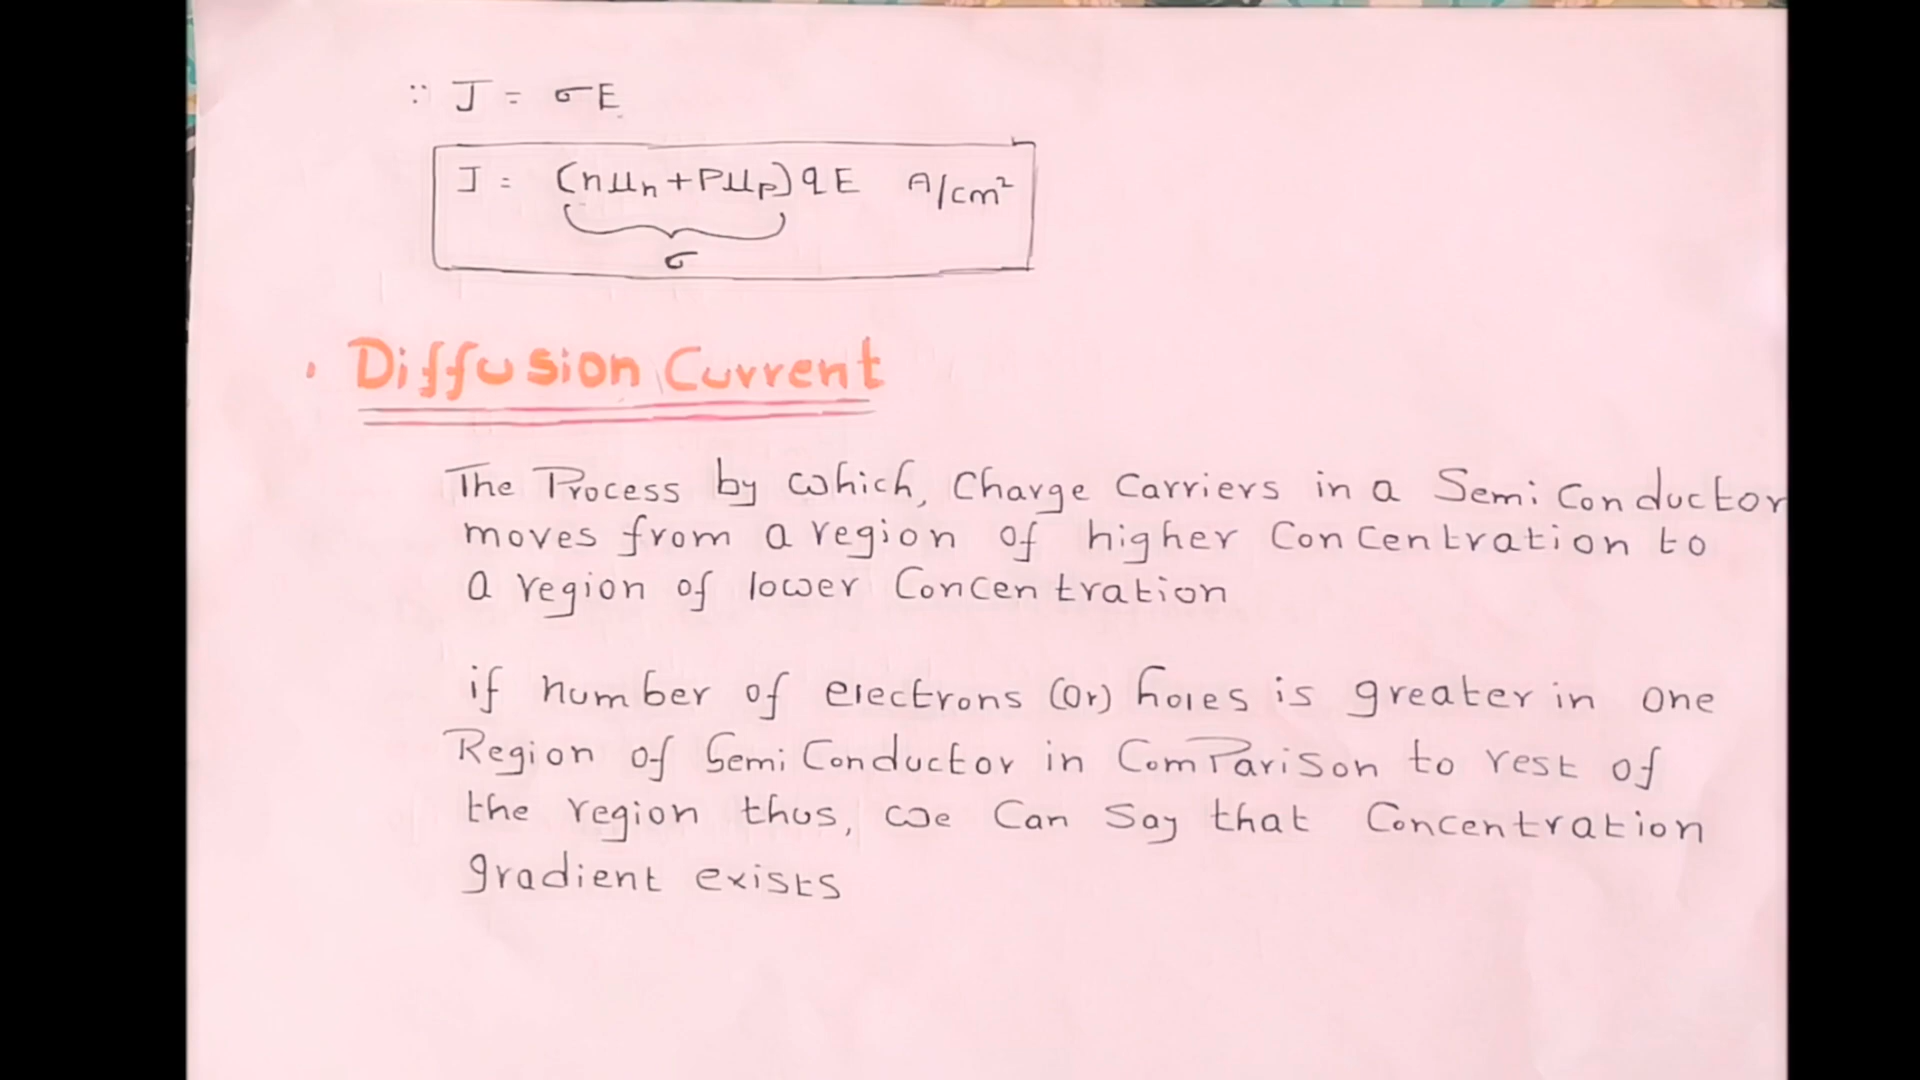 ∵ J = σE
J = (nμn + Pμp) q E A/cm²
σ
• Diffusion Current
The Process by which, Charge Carriers in a Semi Conductor
moves from a region of higher Concentration to
a region of lower Concentration
if number of electrons (or) holes is greater in one
Region of Semi Conductor in ComParison to rest of
the region thus, we Can Say that Concentration
gradient exists